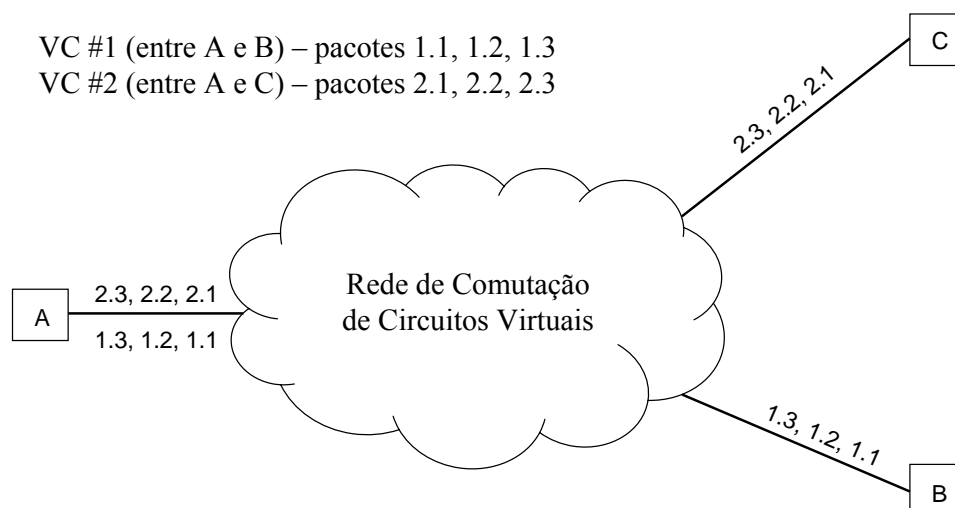 VC #1 (entre A e B) – pacotes 1.1, 1.2, 1.3
VC #2 (entre A e C) – pacotes 2.1, 2.2, 2.3
C
2.3, 2.2, 2.1
Rede de Comutação
de Circuitos Virtuais
A
2.3, 2.2, 2.1
1.3, 1.2, 1.1
1.3, 1.2, 1.1
B